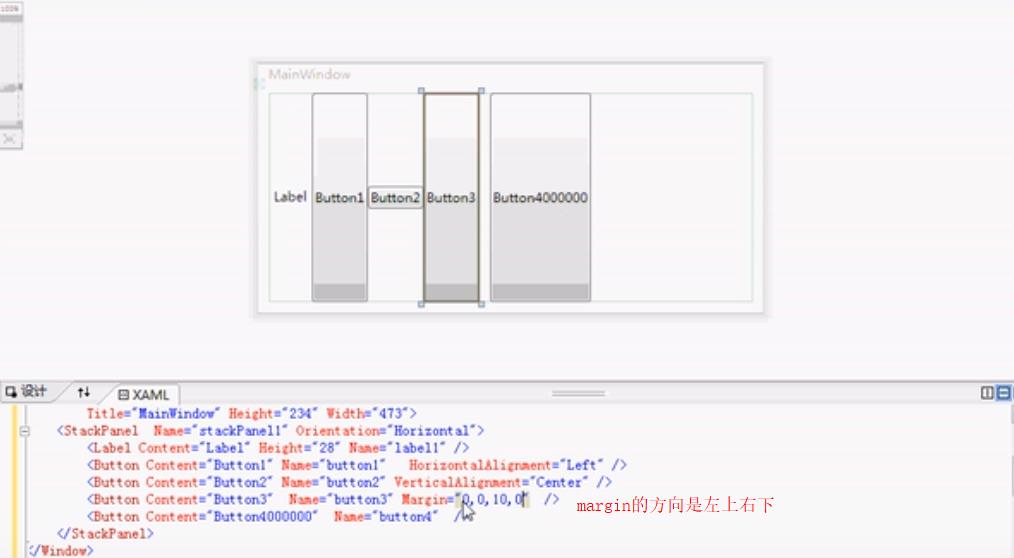 100%
MainWindow
Label Button1 Button2 Button3 Button4000000
设计 XAML
Title="MainWindow" Height="234" Width="473">
<StackPanel Name="stackPanel1" Orientation="Horizontal">
<Label Content="Label" Height="28" Name="label1" />
<Button Content="Button1" Name="button1" HorizontalAlignment="Left" />
<Button Content="Button2" Name="button2" VerticalAlignment="Center" />
<Button Content="Button3" Name="button3" Margin="0,0,10,0" /> margin的方向是左上右下
<Button Content="Button4000000" Name="button4" />
</StackPanel>
</Window>